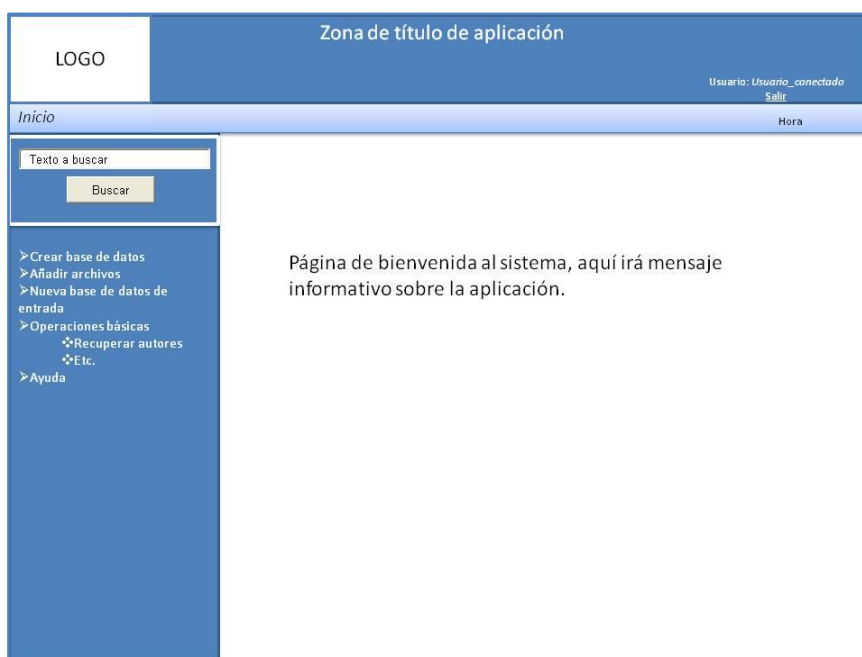 LOGO
Zona de título de aplicación
Usuario: Usuario_conectado
Salir
Inicio
Hora
Texto a buscar
Buscar
➢Crear base de datos
➢Añadir archivos
➢Nueva base de datos de
entrada
➢Operaciones básicas
❖Recuperar autores
❖Etc.
➢Ayuda
Página de bienvenida al sistema, aquí irá mensaje
informativo sobre la aplicación.